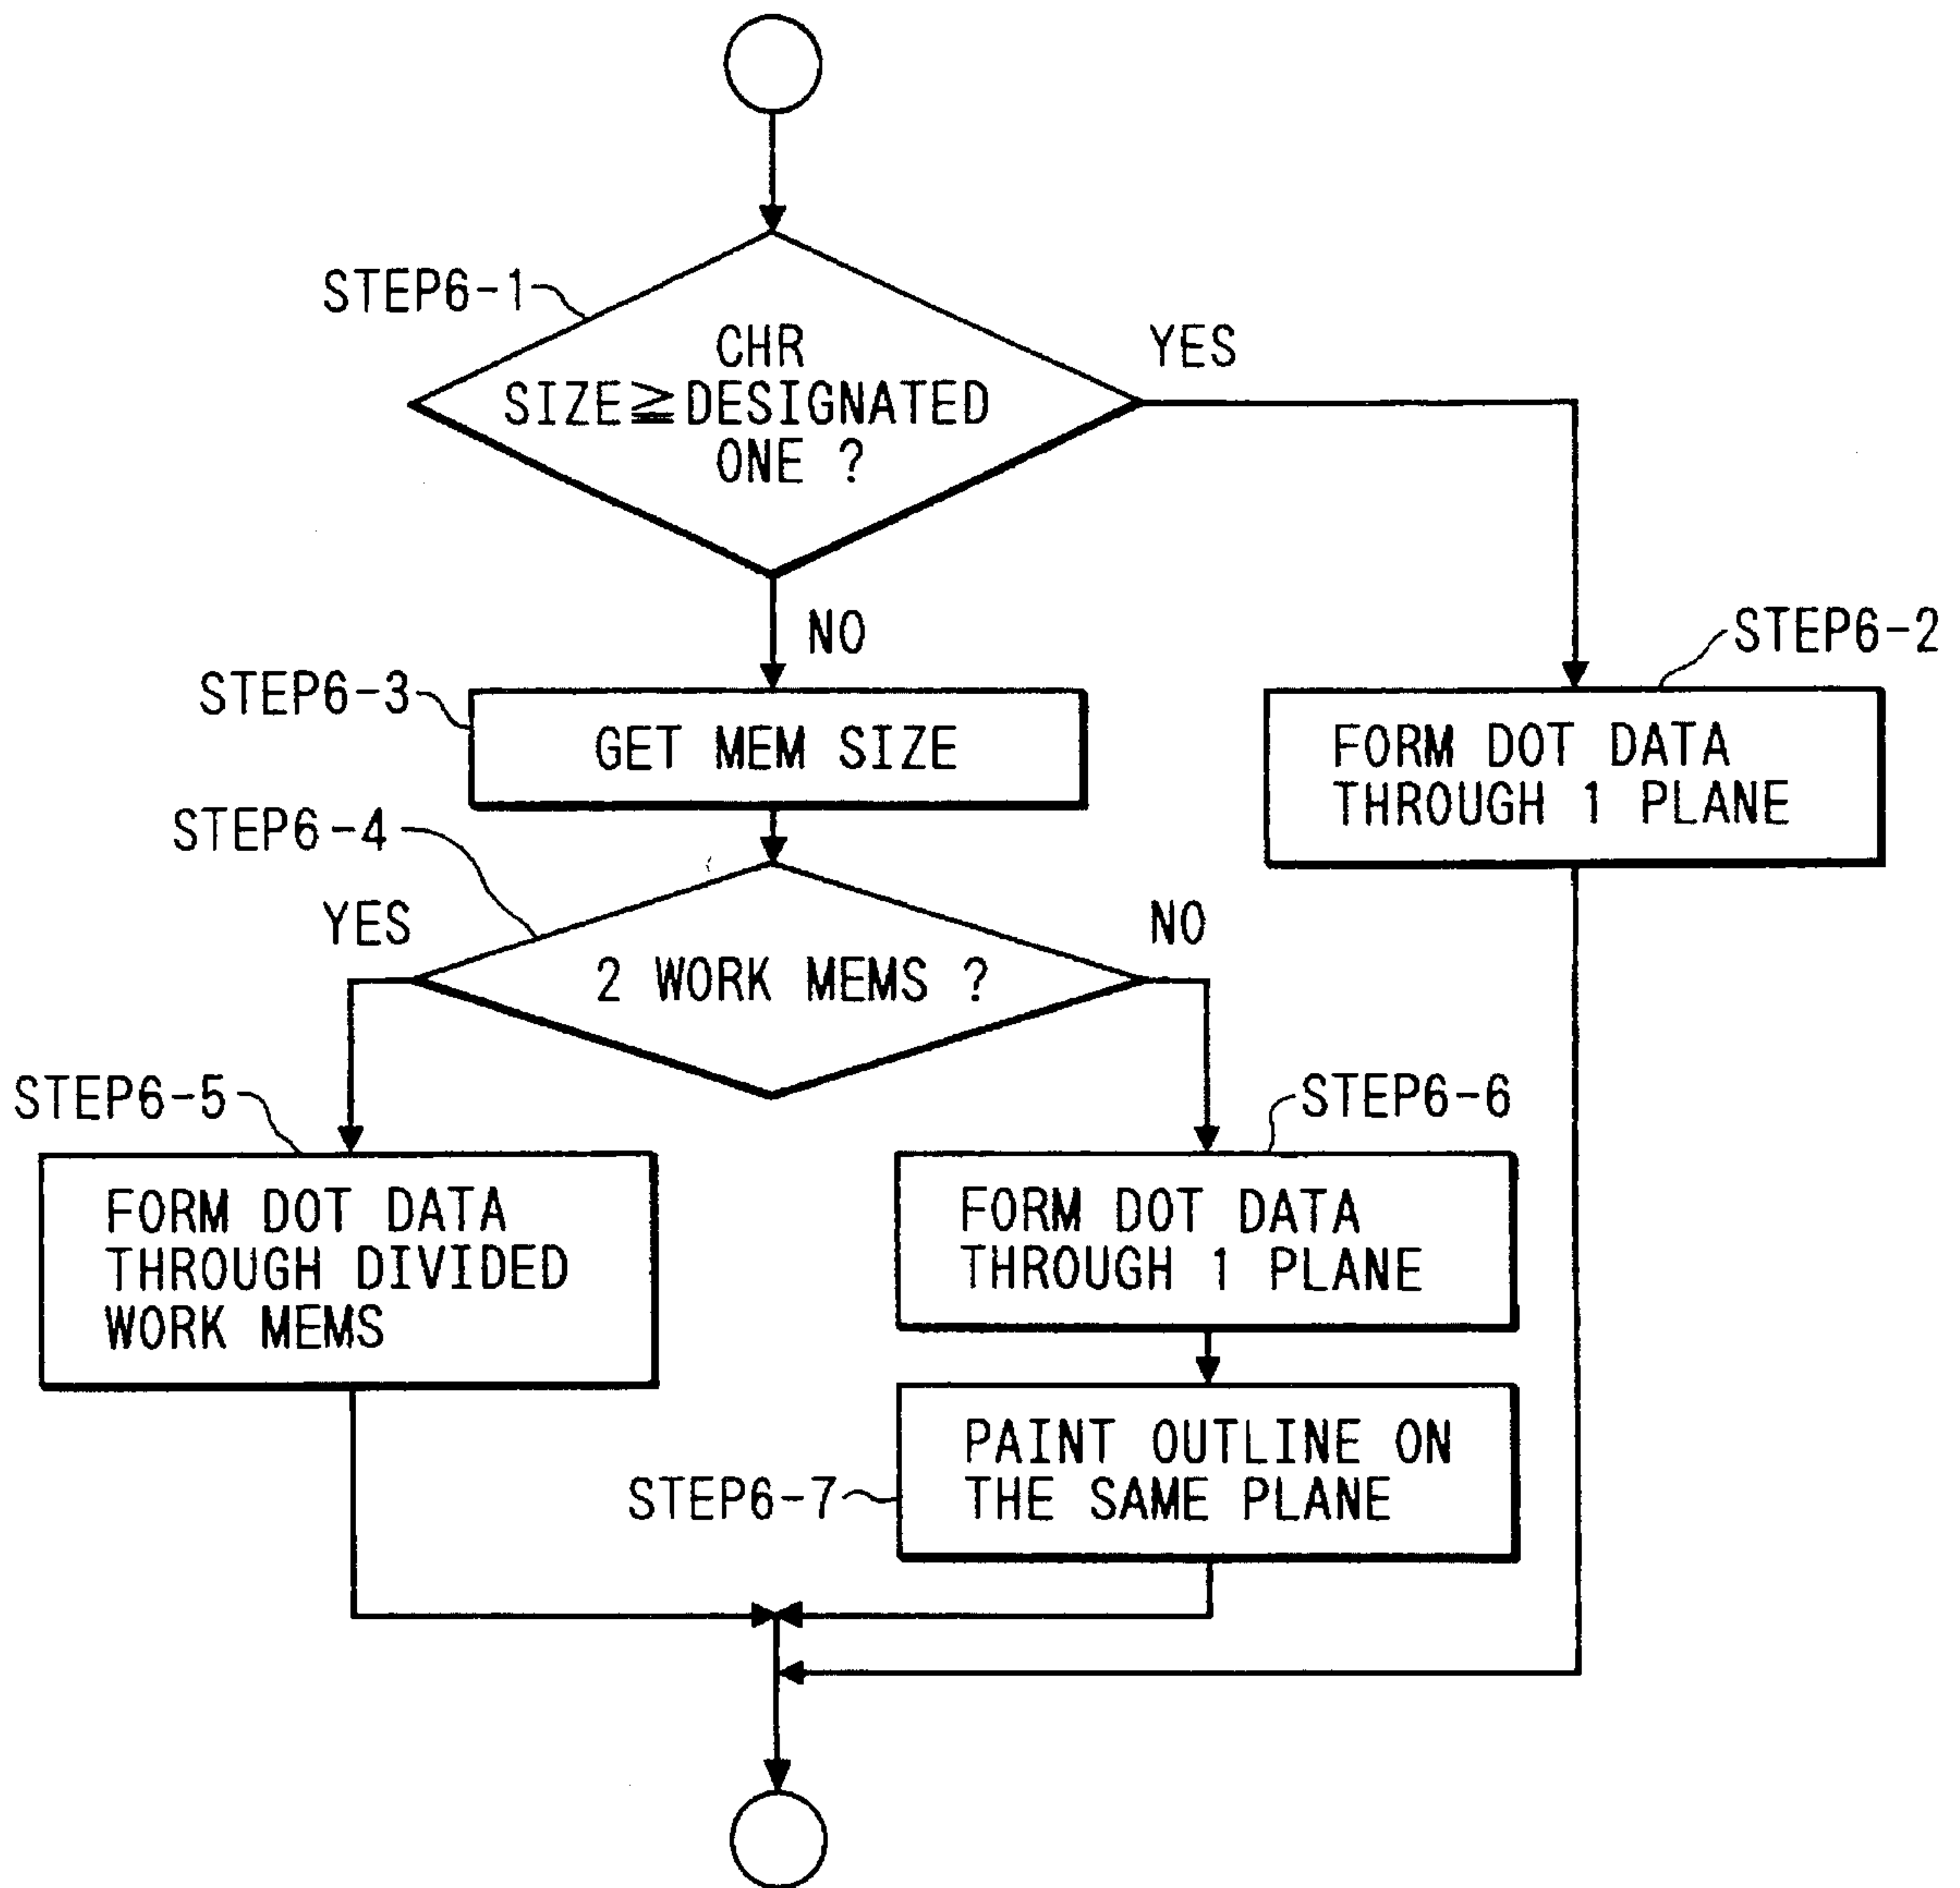 STEP6-1
CHR
SIZE≧DESIGNATED
ONE ?
YES
NO
STEP6-2
FORM DOT DATA
THROUGH 1 PLANE
STEP6-3
GET MEM SIZE
STEP6-4
YES
2 WORK MEMS ?
NO
STEP6-5
FORM DOT DATA
THROUGH DIVIDED
WORK MEMS
STEP6-6
FORM DOT DATA
THROUGH 1 PLANE
STEP6-7
PAINT OUTLINE ON
THE SAME PLANE